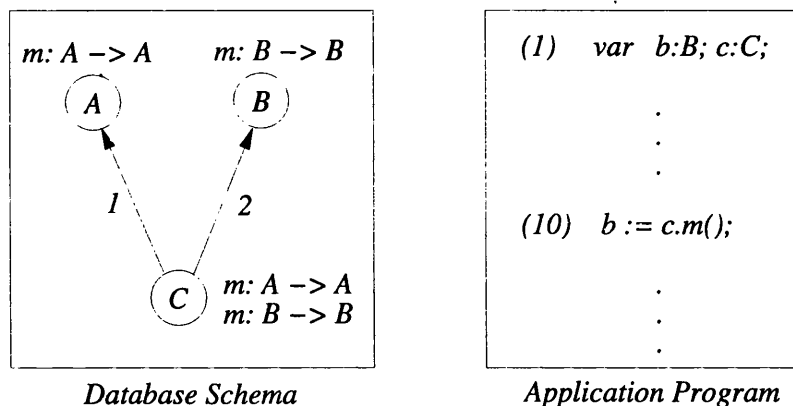 m: A –> A
m: B –> B
A
B
1
2
C
m: A –> A
m: B –> B
Database Schema
(1) var b:B; c:C;
.
.
.
(10) b := c.m();
.
.
.
Application Program